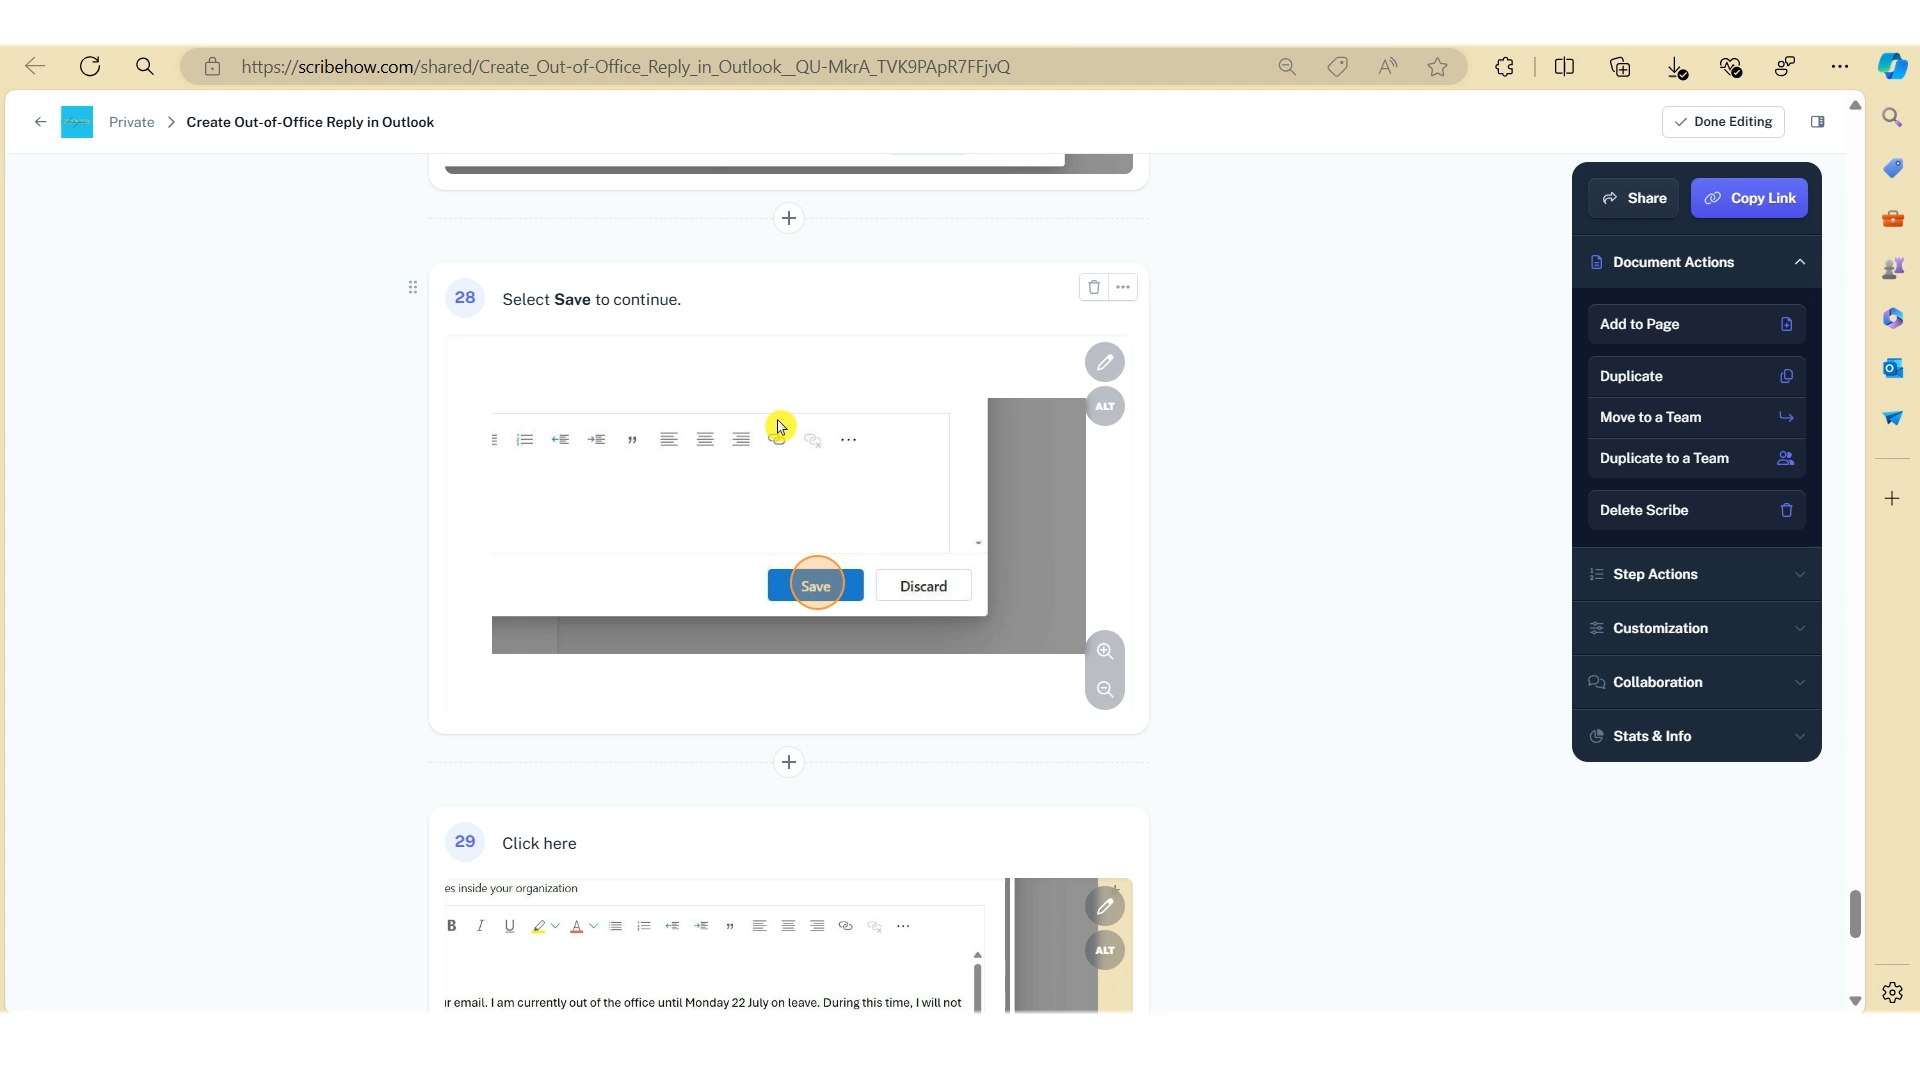 https://scribehow.com/shared/Create_Out-of-Office_Reply_in_Outlook__QU-MkrA_TVK9PApR7FFjvQ
Private > Create Out-of-Office Reply in Outlook
Done Editing
Share
Copy Link
Document Actions
Add to Page
Duplicate
Move to a Team
Duplicate to a Team
Delete Scribe
Step Actions
Customization
Collaboration
Stats & Info
28 Select Save to continue.
ALT
Save
Discard
29 Click here
es inside your organization
B I U A
ALT
ir email. I am currently out of the office until Monday 22 July on leave. During this time, I will not